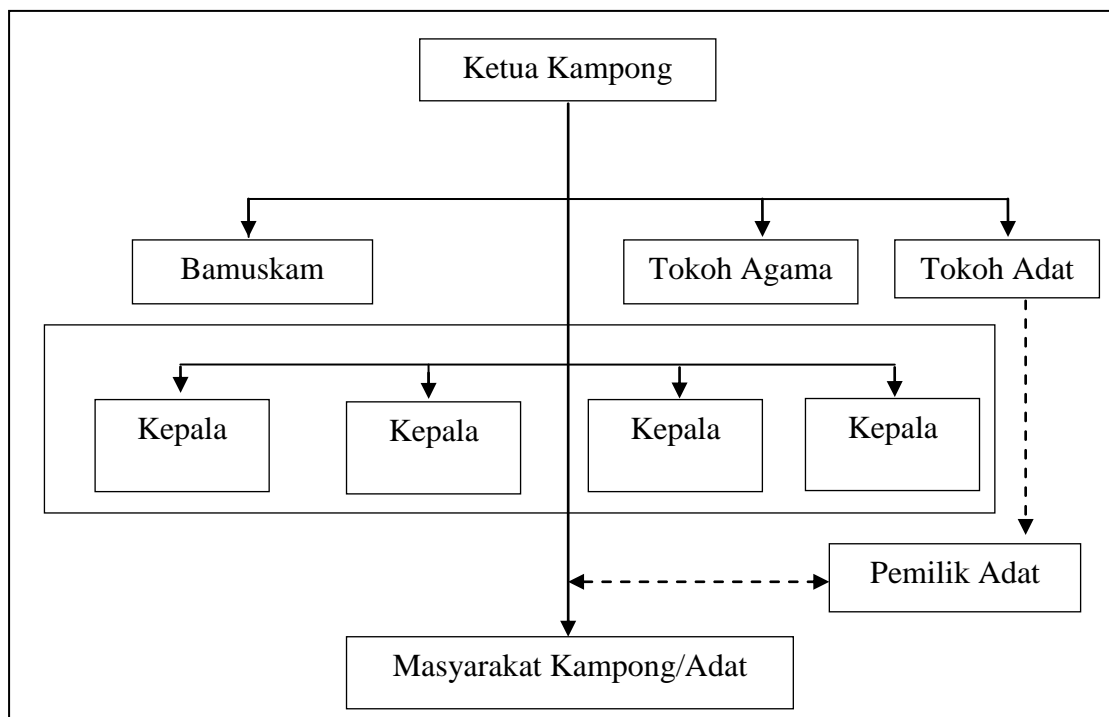 Ketua Kampong
Bamuskam
Tokoh Agama
Tokoh Adat
Kepala
Kepala
Kepala
Kepala
Pemilik Adat
Masyarakat Kampong/Adat